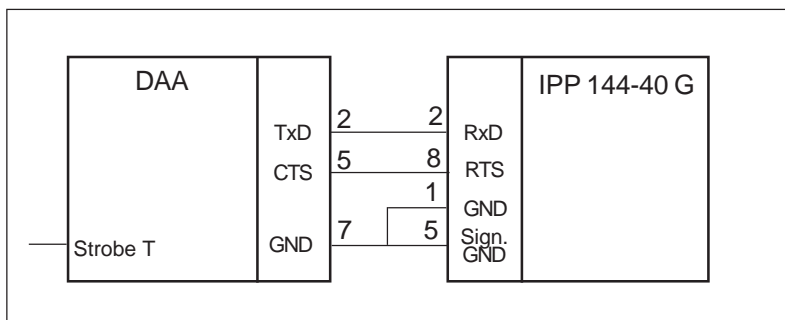 DAA
IPP 144-40 G
TxD 2 2 RxD
CTS 5 8 RTS
1
GND
GND 7 5 Sign.
GND
Strobe T